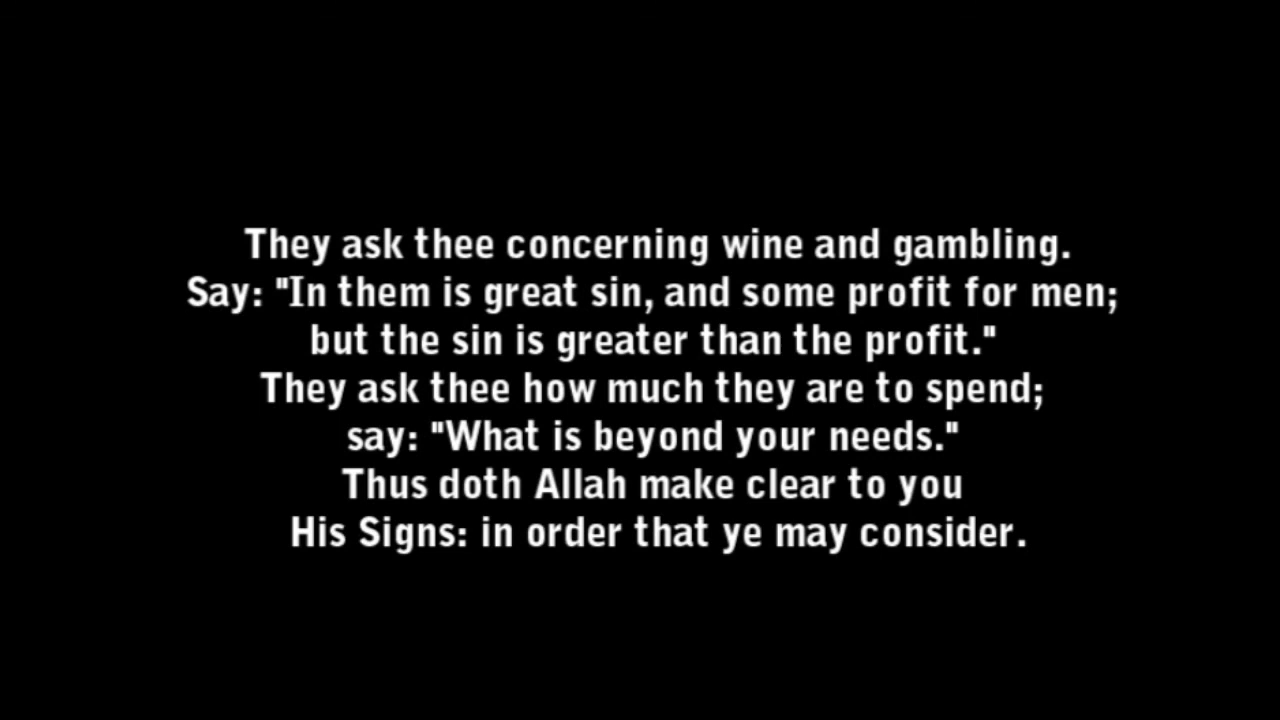 They ask thee concerning wine and gambling.
Say: "In them is great sin, and some profit for men;
but the sin is greater than the profit."
They ask thee how much they are to spend;
say: "What is beyond your needs."
Thus doth Allah make clear to you
His Signs: in order that ye may consider.